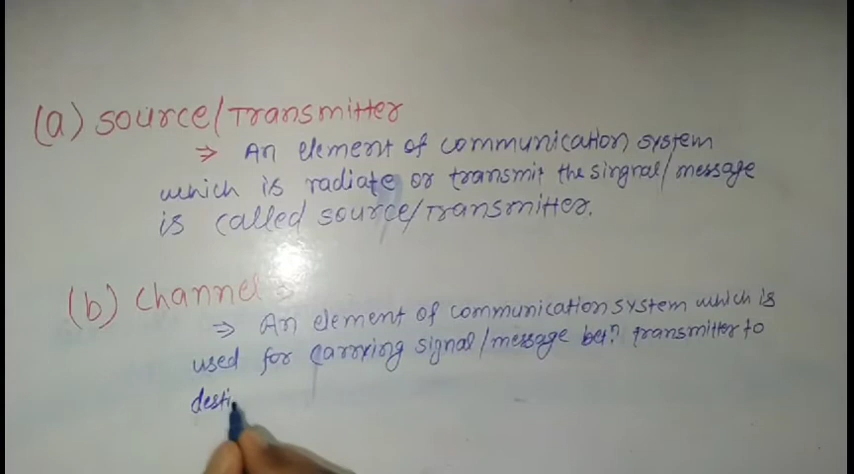 (a) source/Transmitter
⇒ An element of communication system
which is radiate or transmit the singnal/message
is called source/Transmitter.
(b) channel :
⇒ An element of communication system which is
used for carrying signal/message betn transmitter to
desti